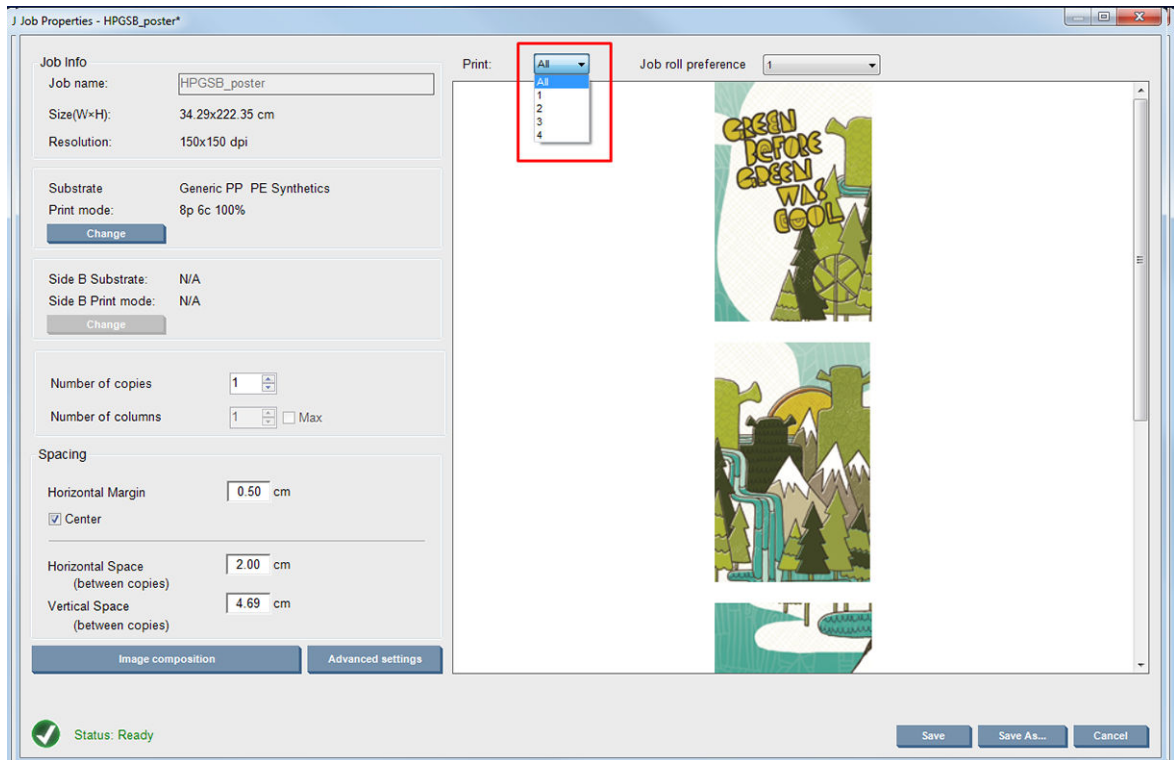 J Job Properties - HPGSB_poster*
Job Info
Job name: HPGSB_poster
Size(W×H): 34.29x222.35 cm
Resolution: 150x150 dpi
Substrate Generic PP PE Synthetics
Print mode: 8p 6c 100%
Change
Side B Substrate: N/A
Side B Print mode: N/A
Change
Number of copies 1
Number of columns 1 Max
Spacing
Horizontal Margin 0.50 cm
Center
Horizontal Space 2.00 cm
(between copies)
Vertical Space 4.69 cm
(between copies)
Image composition Advanced settings
Print: All Job roll preference 1
All
1
2
3
4
GREEN
BEFORE
GREEN
WAS
COOL
Status: Ready
Save Save As... Cancel